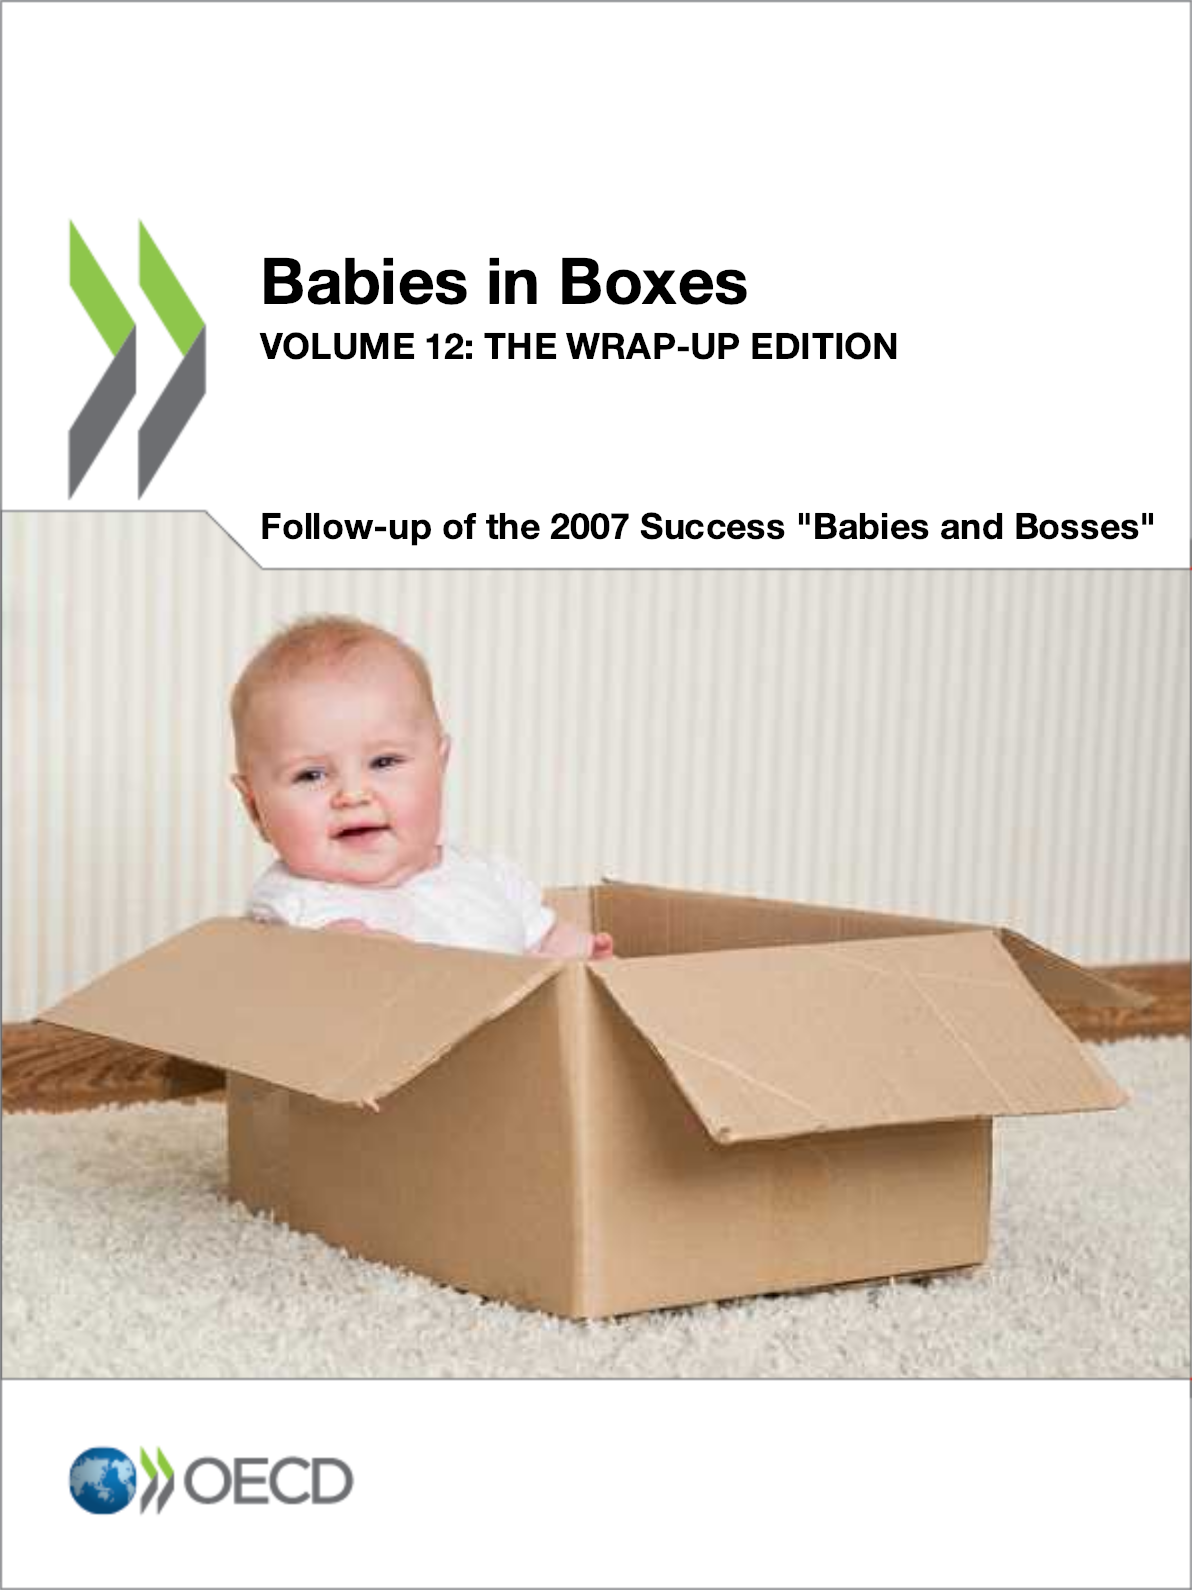 Babies in Boxes
VOLUME 12: THE WRAP-UP EDITION
Follow-up of the 2007 Success "Babies and Bosses"
OECD